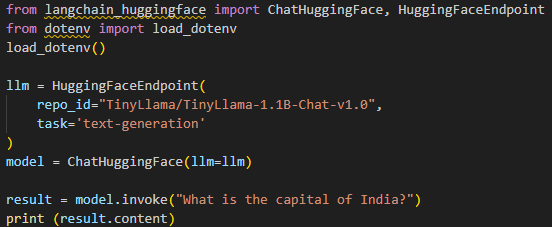 from langchain_huggingface import ChatHuggingFace, HuggingFaceEndpoint
from dotenv import load_dotenv
load_dotenv()

llm = HuggingFaceEndpoint(
    repo_id="TinyLlama/TinyLlama-1.1B-Chat-v1.0",
    task='text-generation'
)
model = ChatHuggingFace(llm=llm)

result = model.invoke("What is the capital of India?")
print (result.content)